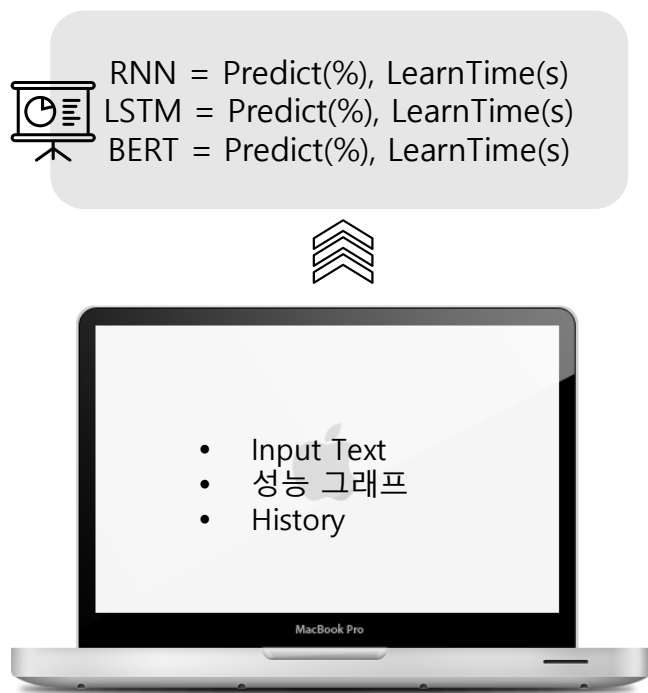 RNN = Predict(%), LearnTime(s)
LSTM = Predict(%), LearnTime(s)
BERT = Predict(%), LearnTime(s)
• Input Text
• 성능 그래프
• History
MacBook Pro